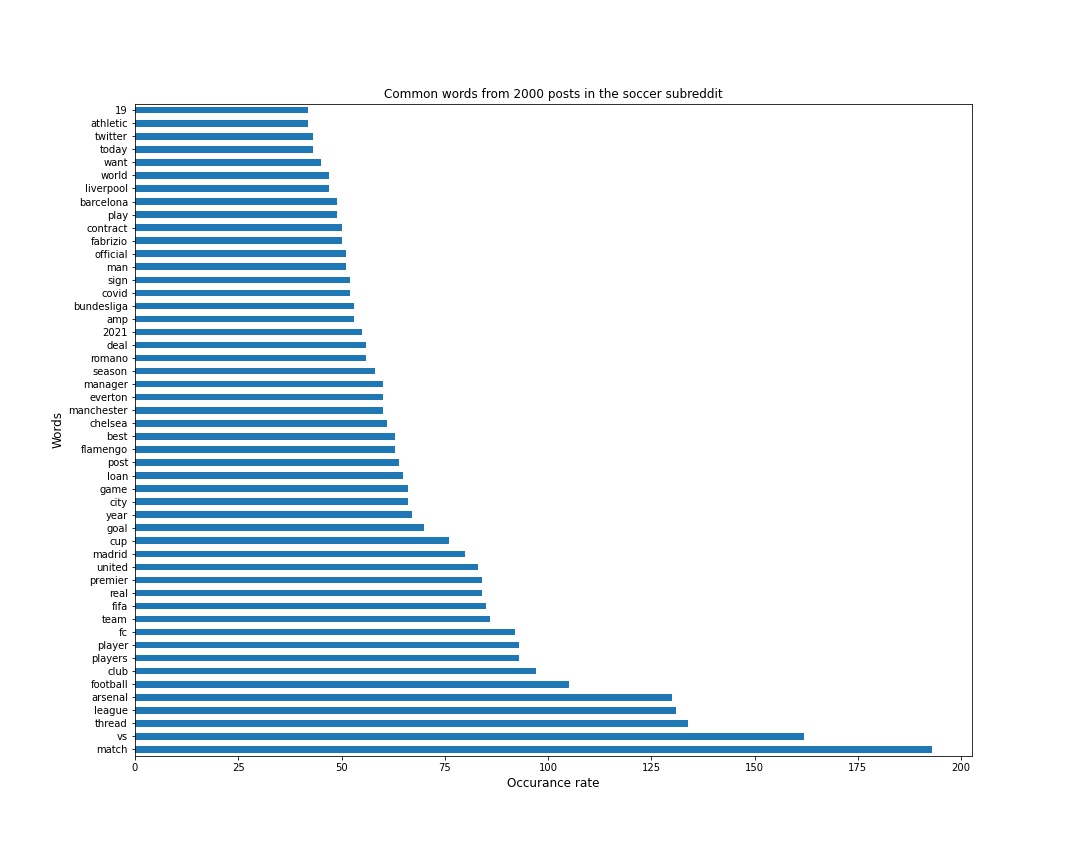 Common words from 2000 posts in the soccer subreddit
19
athletic
twitter
today
want
world
liverpool
barcelona
play
contract
fabrizio
official
man
sign
covid
bundesliga
amp
2021
deal
romano
season
manager
everton
manchester
chelsea
best
flamengo
post
loan
game
city
year
goal
cup
madrid
united
premier
real
fifa
team
fc
player
players
club
football
arsenal
league
thread
vs
match
Words
0 25 50 75 100 125 150 175 200
Occurance rate